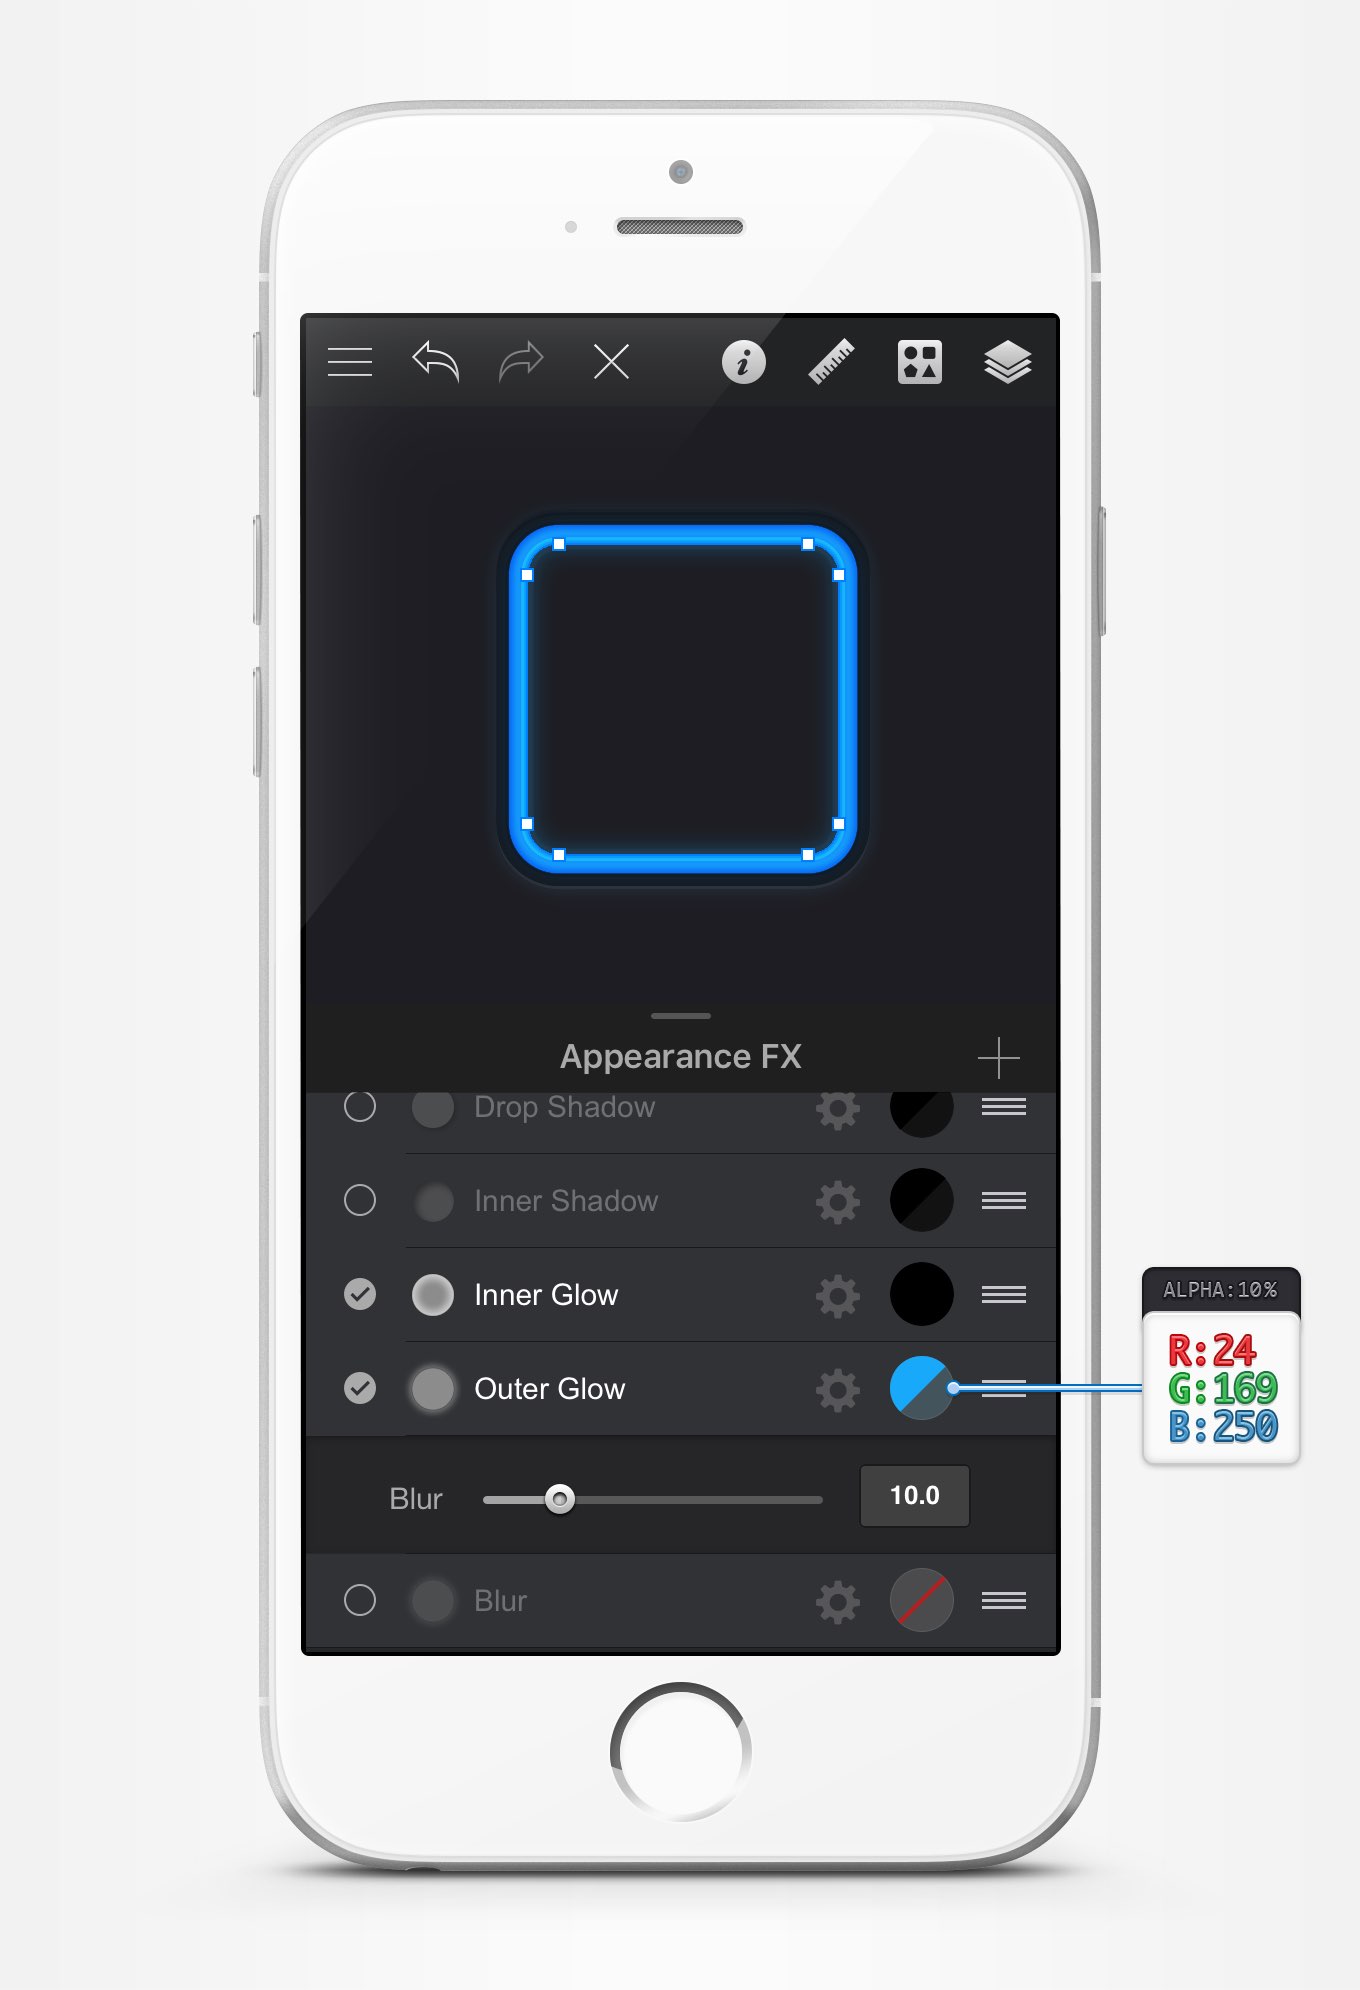 Appearance FX
Drop Shadow
Inner Shadow
Inner Glow
Outer Glow
ALPHA:10%
R:24
G:169
B:250
Blur
10.0
Blur